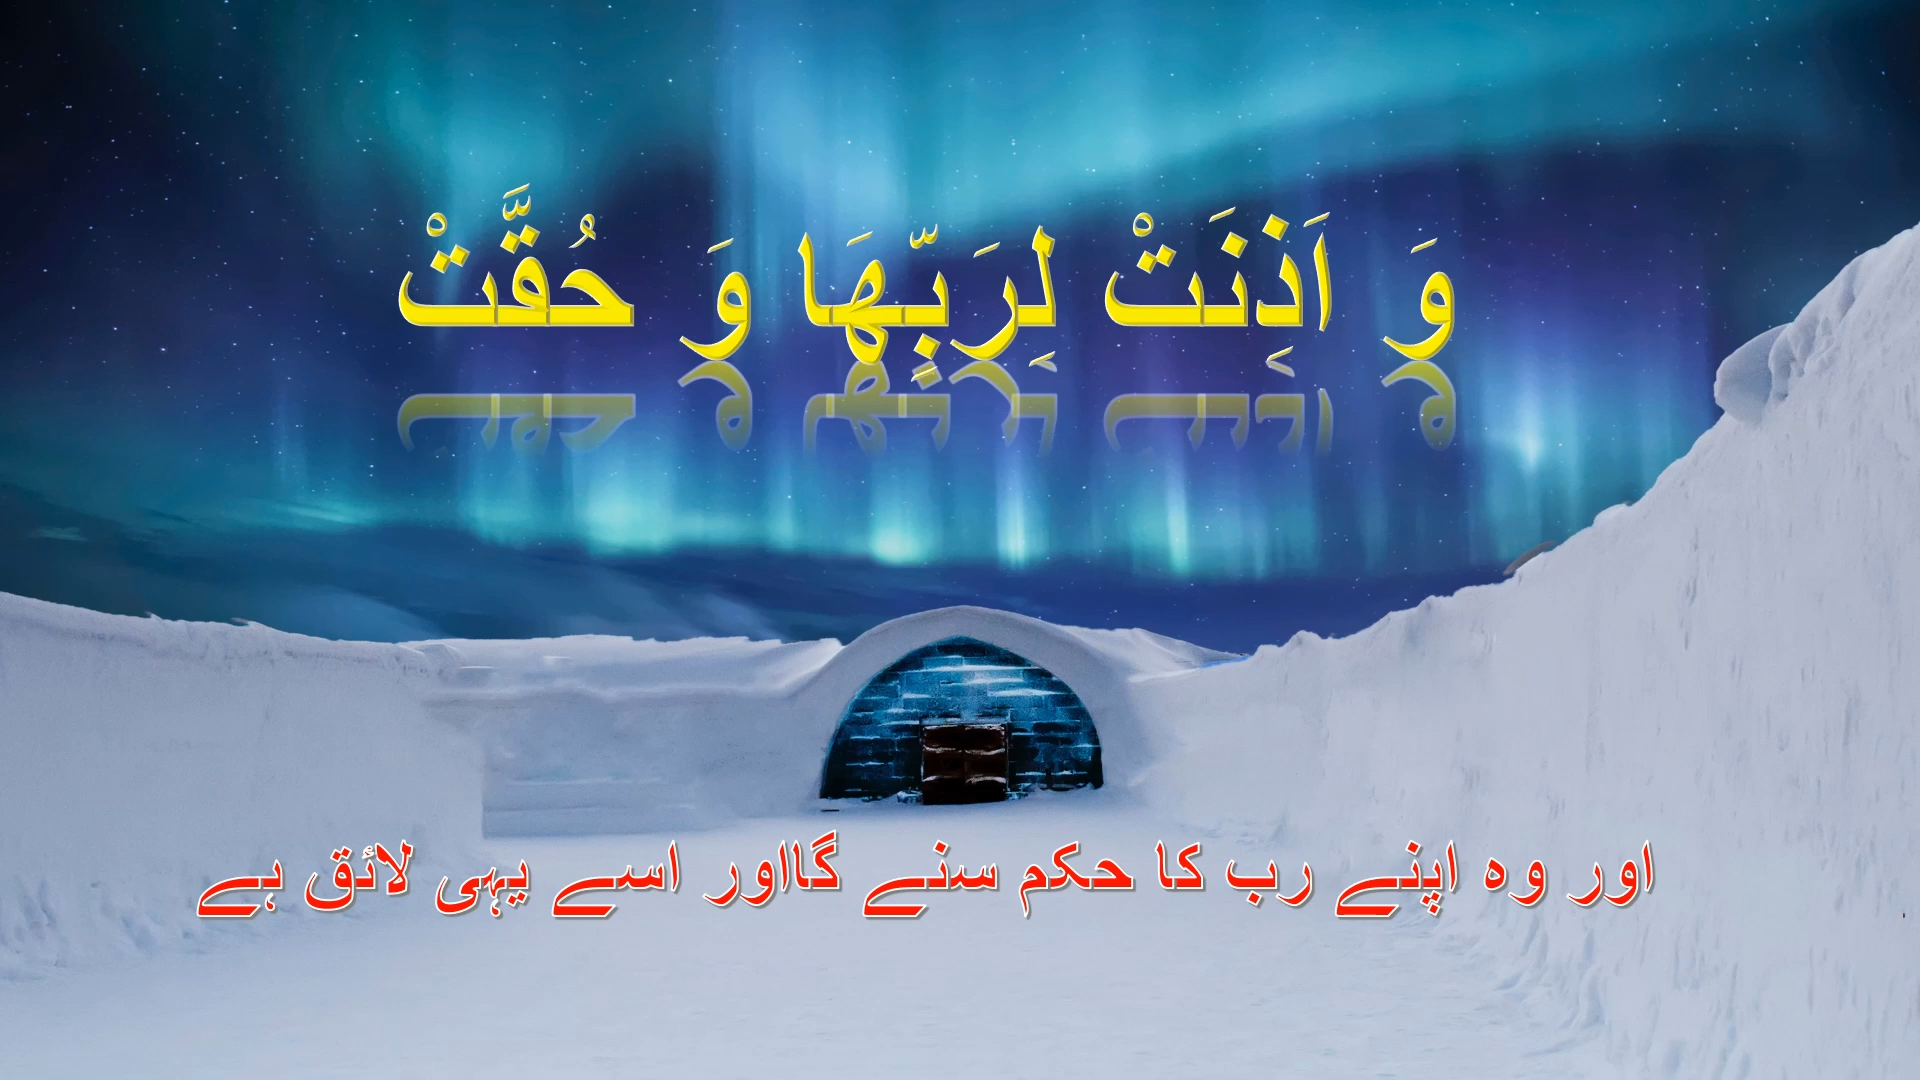 وَ اَذِنَتْ لِرَبِّهَا وَ حُقَّتْ
اور وہ اپنے رب کا حکم سنے گااور اسے یہی لائق ہے